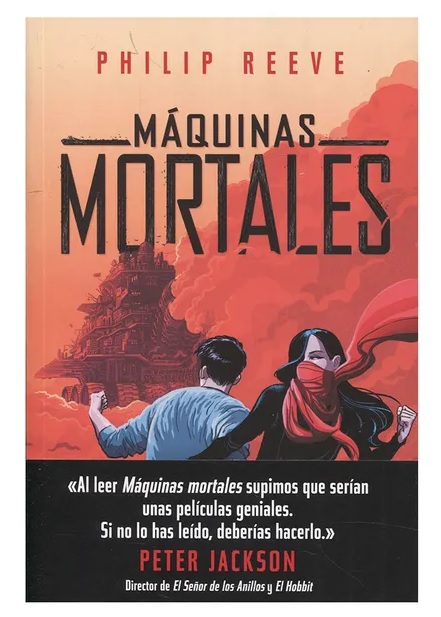 PHILIP REEVE
MÁQUINAS
MORTALES
«Al leer Máquinas mortales supimos que serían
unas películas geniales.
Si no lo has leído, deberías hacerlo.»
PETER JACKSON
Director de El Señor de los Anillos y El Hobbit